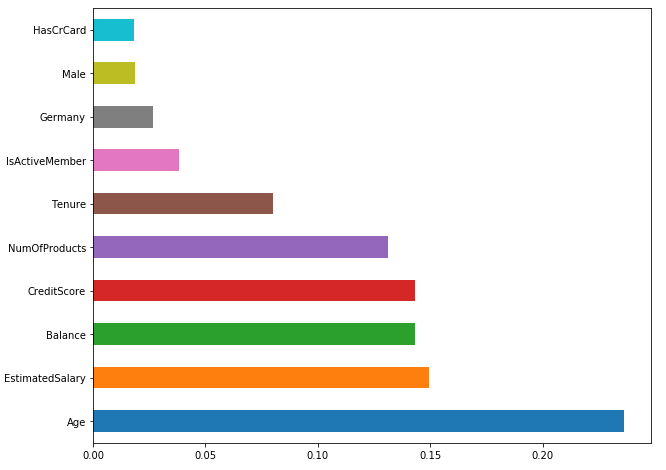 HasCrCard
Male
Germany
IsActiveMember
Tenure
NumOfProducts
CreditScore
Balance
EstimatedSalary
Age
0.00 0.05 0.10 0.15 0.20